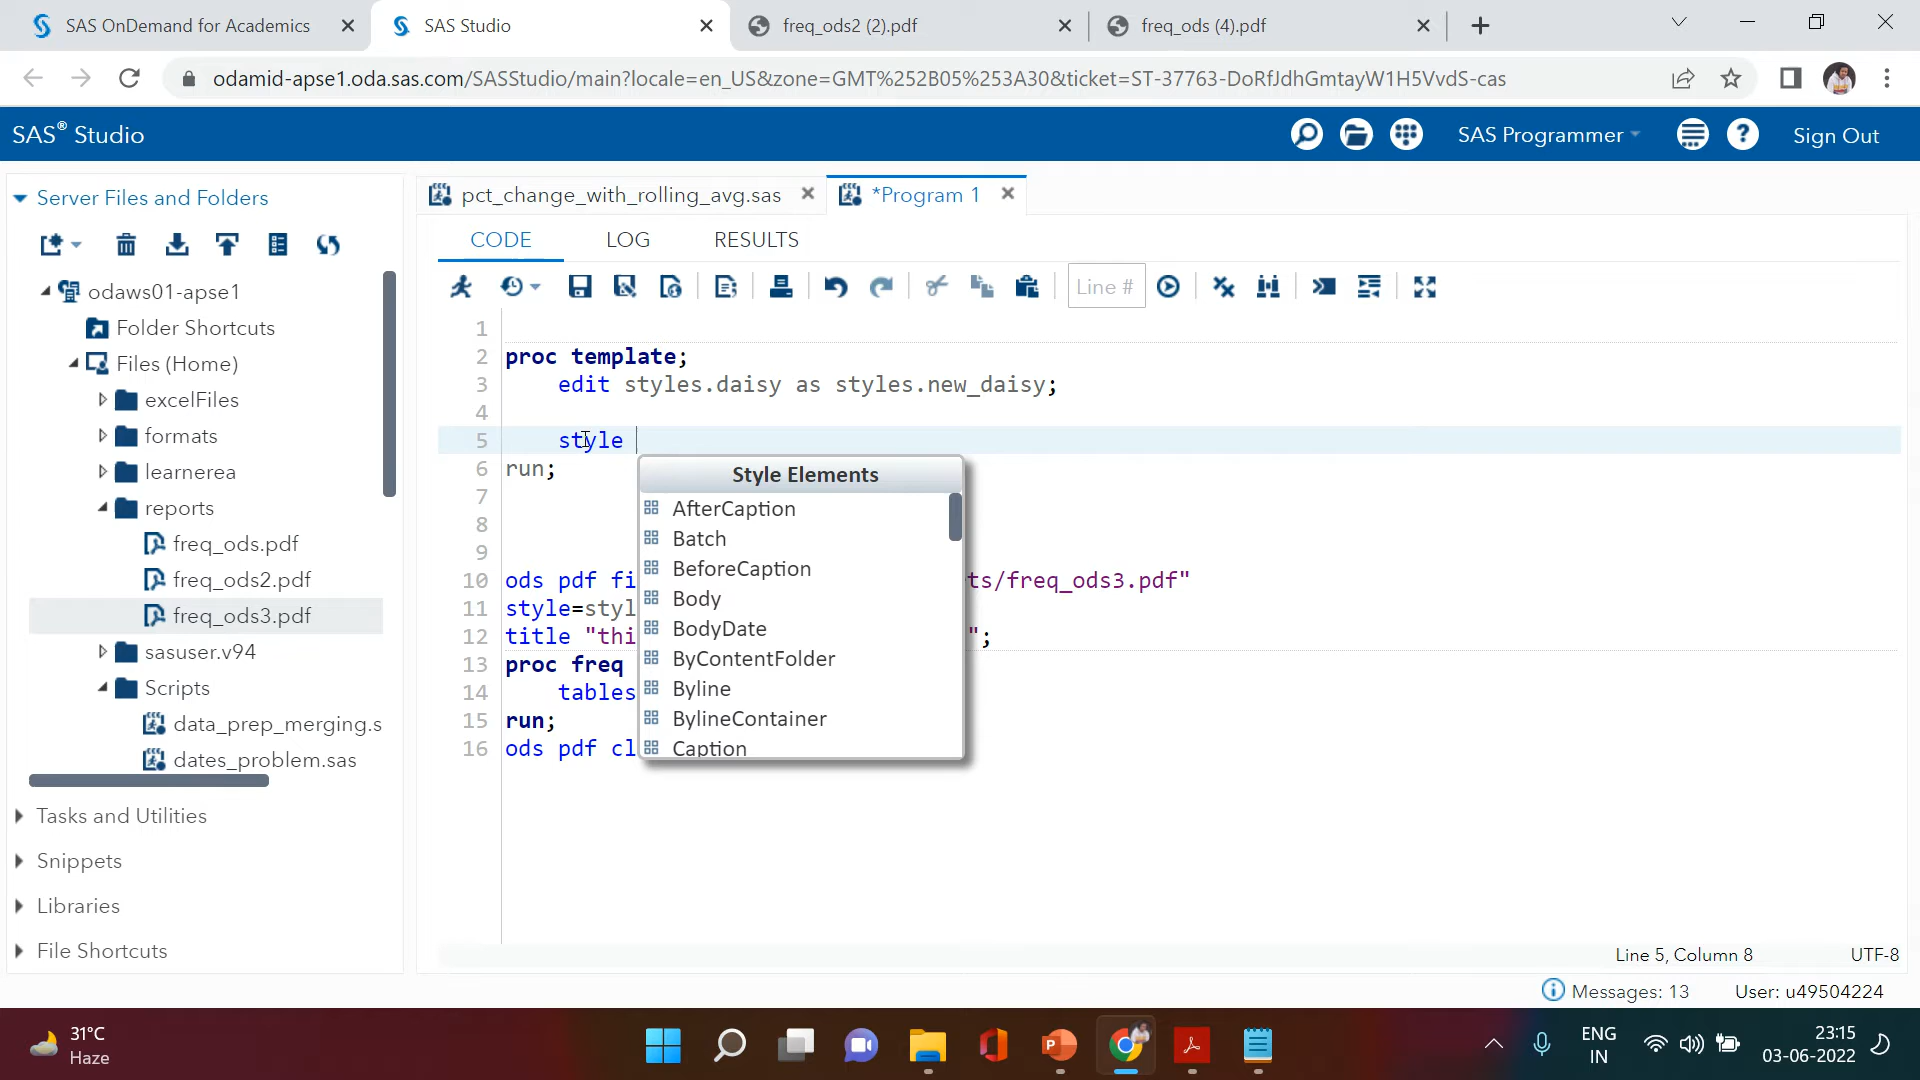 SAS OnDemand for Academics
SAS Studio
freq_ods2 (2).pdf
freq_ods (4).pdf
odamid-apse1.oda.sas.com/SASStudio/main?locale=en_US&zone=GMT%252B05%253A30&ticket=ST-37763-DoRfJdhGmtayW1H5VvdS-cas
SAS® Studio
SAS Programmer
Sign Out
Server Files and Folders
odaws01-apse1
Folder Shortcuts
Files (Home)
excelFiles
formats
learnerea
reports
freq_ods.pdf
freq_ods2.pdf
freq_ods3.pdf
sasuser.v94
Scripts
data_prep_merging.s
dates_problem.sas
Tasks and Utilities
Snippets
Libraries
File Shortcuts
pct_change_with_rolling_avg.sas
*Program 1
CODE
LOG
RESULTS
Line #
1
2 proc template;
3 edit styles.daisy as styles.new_daisy;
4
5 style
6 run;
7
8
9
10 ods pdf fi ts/freq_ods3.pdf"
11 style=styl
12 title "thi ";
13 proc freq
14 tables
15 run;
16 ods pdf cl
Style Elements
AfterCaption
Batch
BeforeCaption
Body
BodyDate
ByContentFolder
Byline
BylineContainer
Caption
Line 5, Column 8
UTF-8
Messages: 13
User: u49504224
31°C
Haze
ENG
IN
23:15
03-06-2022